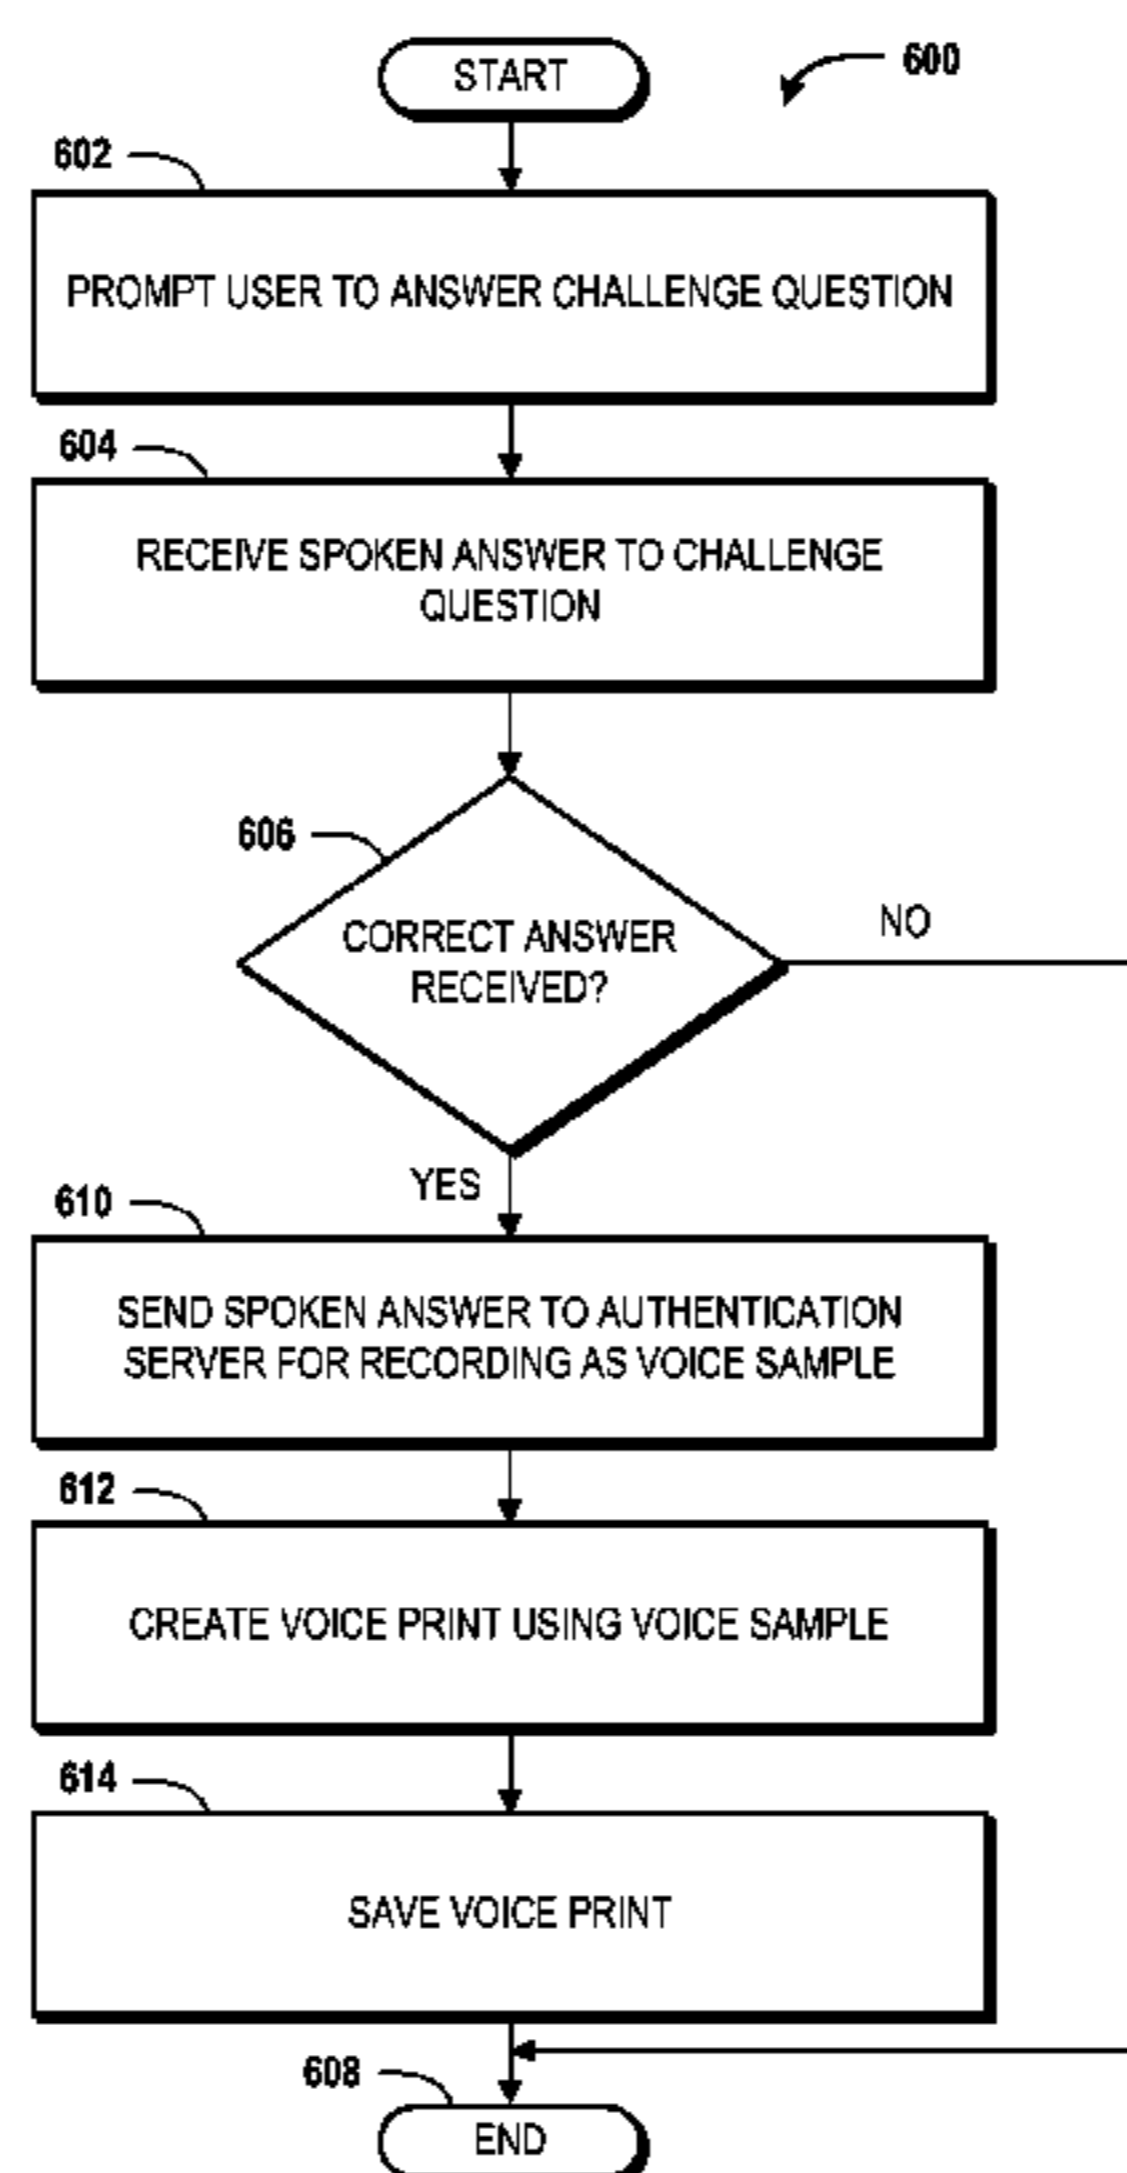 START
600
602
PROMPT USER TO ANSWER CHALLENGE QUESTION
604
RECEIVE SPOKEN ANSWER TO CHALLENGE
QUESTION
606
CORRECT ANSWER
RECEIVED?
NO
YES
610
SEND SPOKEN ANSWER TO AUTHENTICATION
SERVER FOR RECORDING AS VOICE SAMPLE
612
CREATE VOICE PRINT USING VOICE SAMPLE
614
SAVE VOICE PRINT
608
END